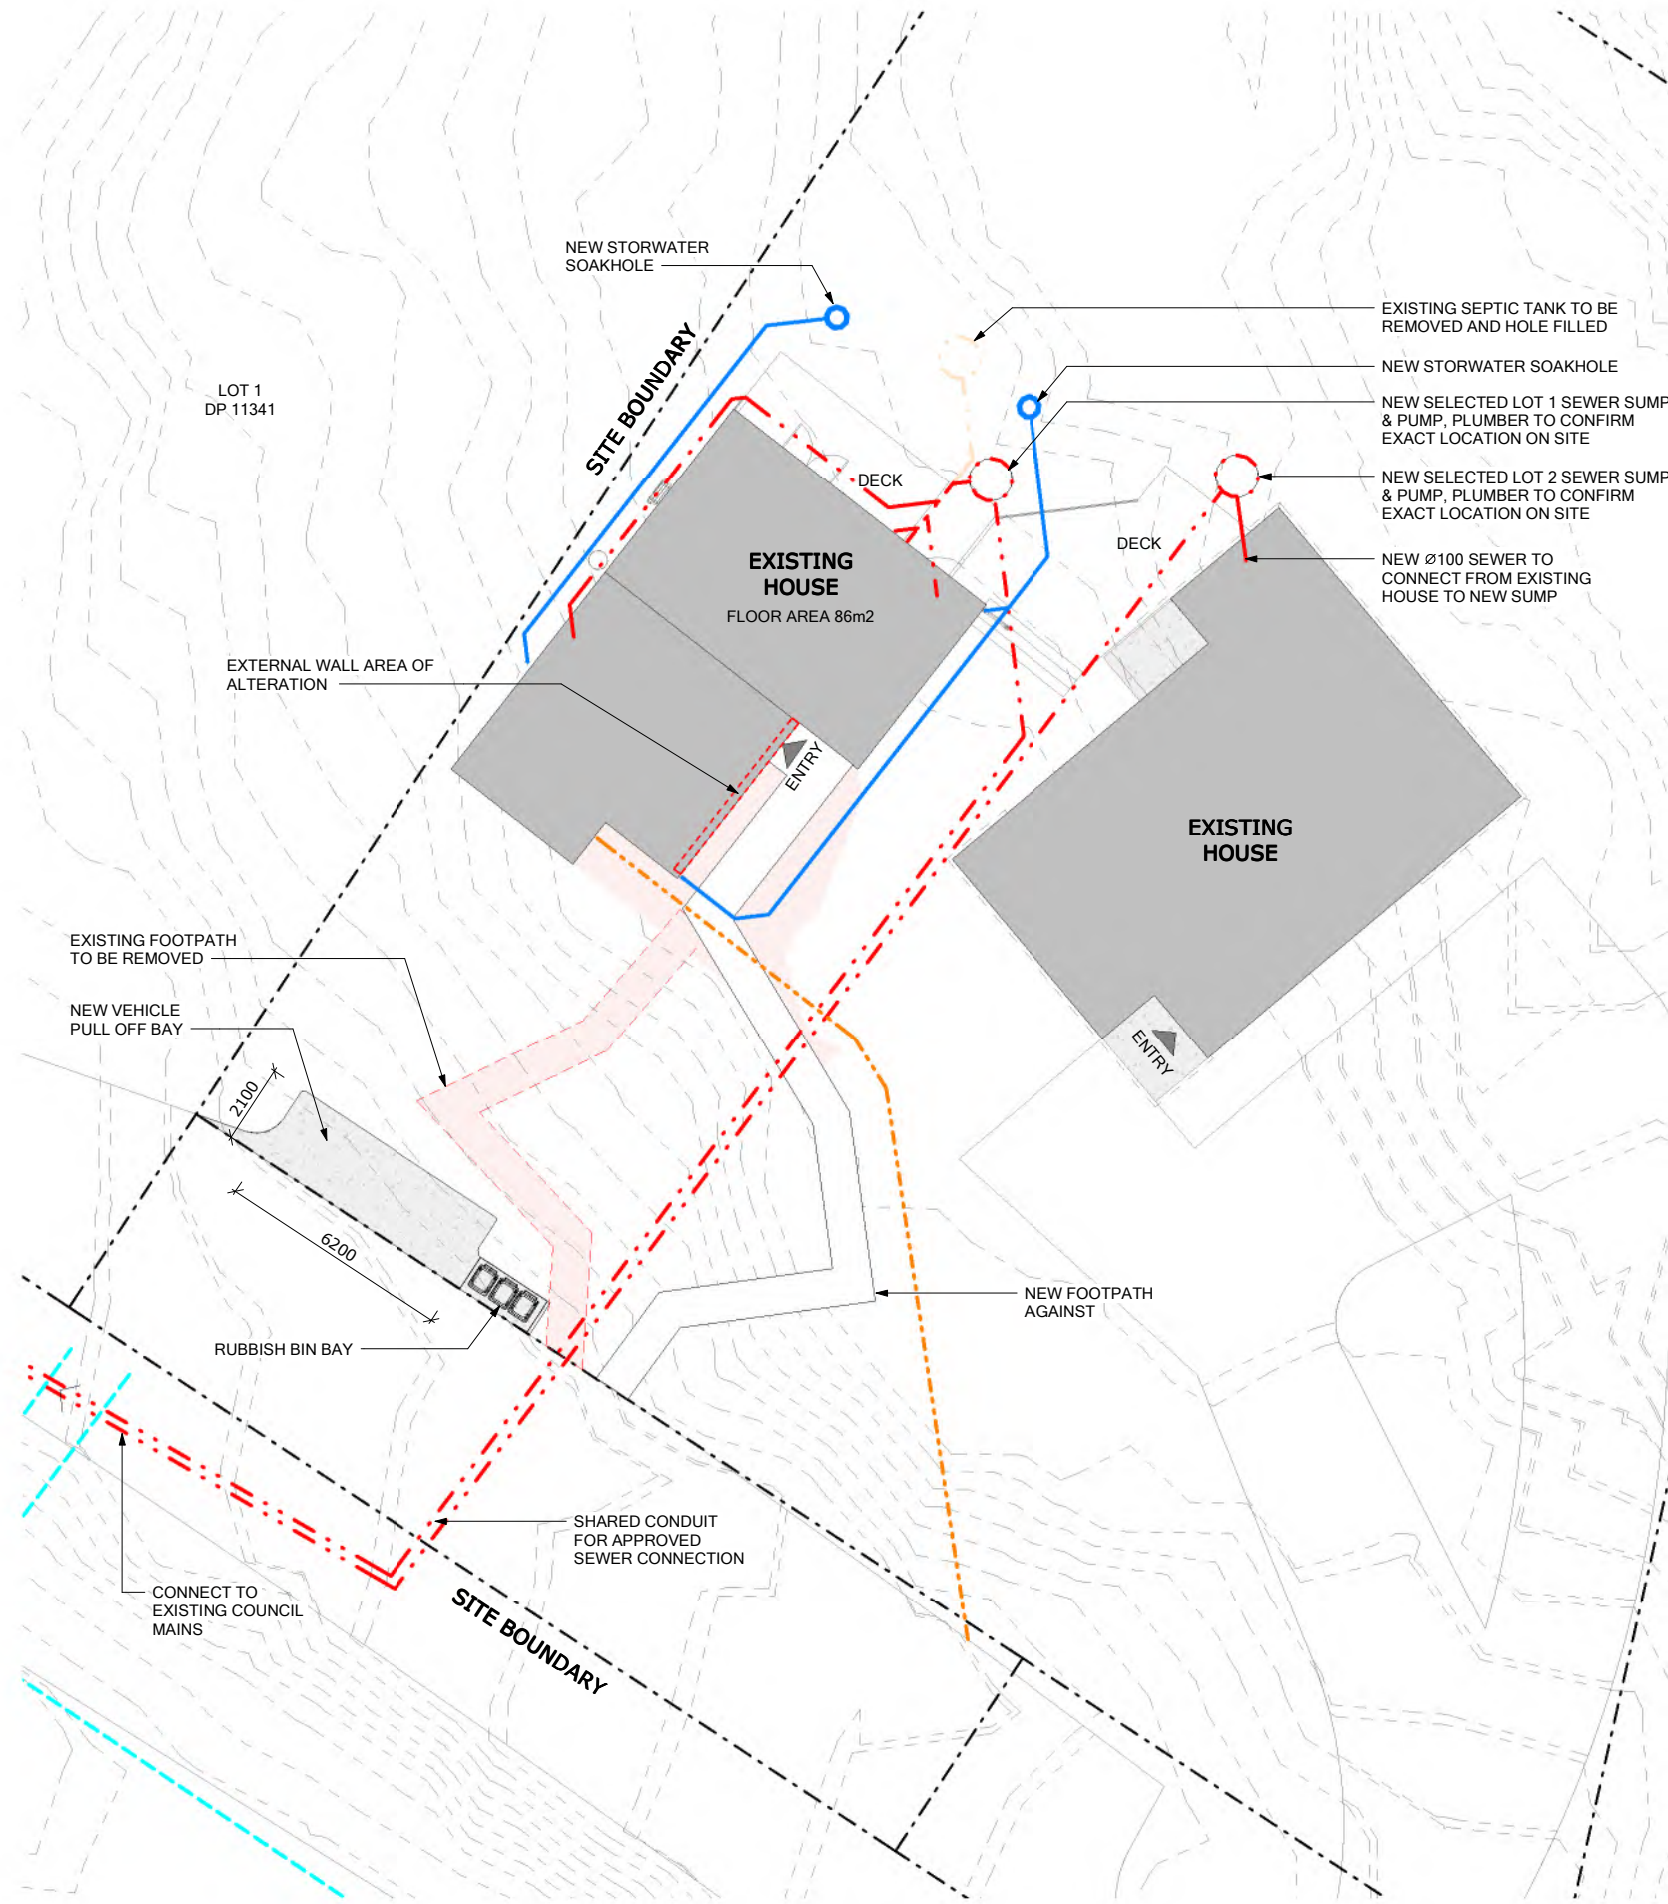 NEW STORWATER
SOAKHOLE
EXISTING SEPTIC TANK TO BE
REMOVED AND HOLE FILLED
NEW STORWATER SOAKHOLE
NEW SELECTED LOT 1 SEWER SUMP
& PUMP, PLUMBER TO CONFIRM
EXACT LOCATION ON SITE
NEW SELECTED LOT 2 SEWER SUMP
& PUMP, PLUMBER TO CONFIRM
EXACT LOCATION ON SITE
NEW Ø100 SEWER TO
CONNECT FROM EXISTING
HOUSE TO NEW SUMP
LOT 1
DP 11341
SITE BOUNDARY
DECK
DECK
EXISTING
HOUSE
FLOOR AREA 86m2
EXTERNAL WALL AREA OF
ALTERATION
ENTRY
EXISTING
HOUSE
ENTRY
EXISTING FOOTPATH
TO BE REMOVED
NEW VEHICLE
PULL OFF BAY
2100
6200
RUBBISH BIN BAY
NEW FOOTPATH
AGAINST
SHARED CONDUIT
FOR APPROVED
SEWER CONNECTION
CONNECT TO
EXISTING COUNCIL
MAINS
SITE BOUNDARY